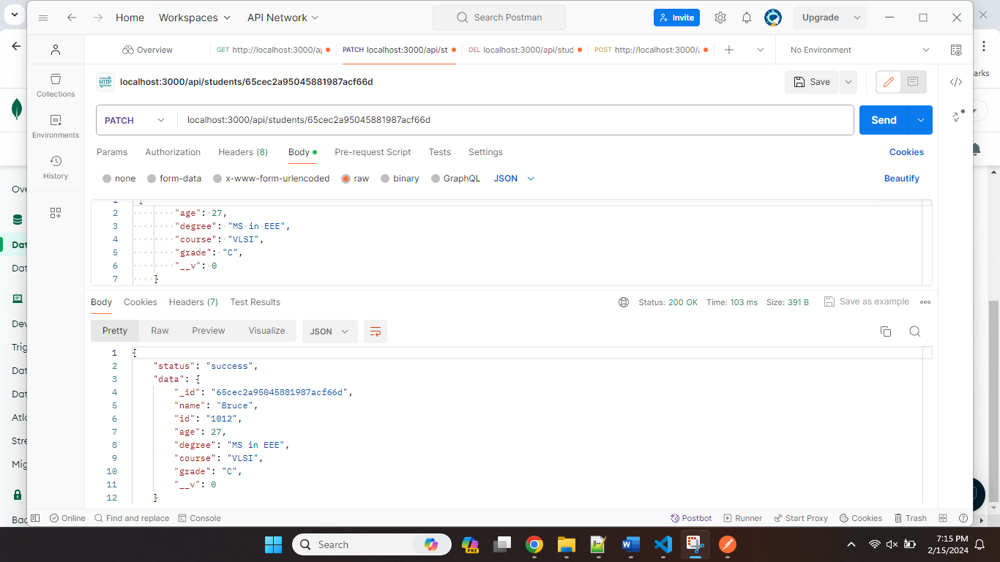 Home Workspaces API Network Search Postman Invite Upgrade
Overview GET http://localhost:3000/a PATCH localhost:3000/api/st DEL localhost:3000/api/stud POST http://localhost:3000/ No Environment
HTTP localhost:3000/api/students/65cec2a95045881987acf66d Save
arks
Collections
PATCH localhost:3000/api/students/65cec2a95045881987acf66d Send
Environments
Params Authorization Headers (8) Body Pre-request Script Tests Settings Cookies
History
none form-data x-www-form-urlencoded raw binary GraphQL JSON Beautify
Ove
1 {
2 "age": 27,
3 "degree": "MS in EEE",
4 "course": "VLSI",
5 "grade": "C",
6 "__v": 0
7 }
Dat
Dat
Body Cookies Headers (7) Test Results Status: 200 OK Time: 103 ms Size: 391 B Save as example
Dev
Pretty Raw Preview Visualize JSON
Trig
1 {
2 "status": "success",
Dat
3 "data": {
4 "_id": "65cec2a95045881987acf66d",
Dat
5 "name": "Bruce",
6 "id": "1012",
Atla
7 "age": 27,
8 "degree": "MS in EEE",
Stre
9 "course": "VLSI",
10 "grade": "C",
Mig
11 "__v": 0
12 }
Bac
Online Find and replace Console Postbot Runner Start Proxy Cookies Trash
Search PRE 7:15 PM
2/15/2024